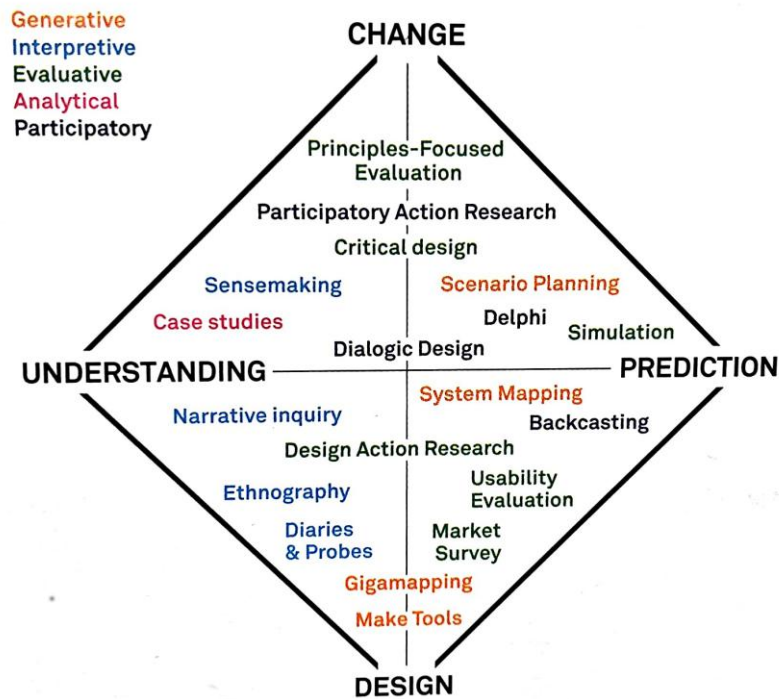 Generative
Interpretive
Evaluative
Analytical
Participatory
CHANGE
Principles-Focused
Evaluation
Participatory Action Research
Critical design
Sensemaking
Scenario Planning
Case studies
Delphi
Simulation
Dialogic Design
UNDERSTANDING
PREDICTION
System Mapping
Narrative inquiry
Backcasting
Design Action Research
Ethnography
Usability
Evaluation
Diaries
& Probes
Market
Survey
Gigamapping
Make Tools
DESIGN